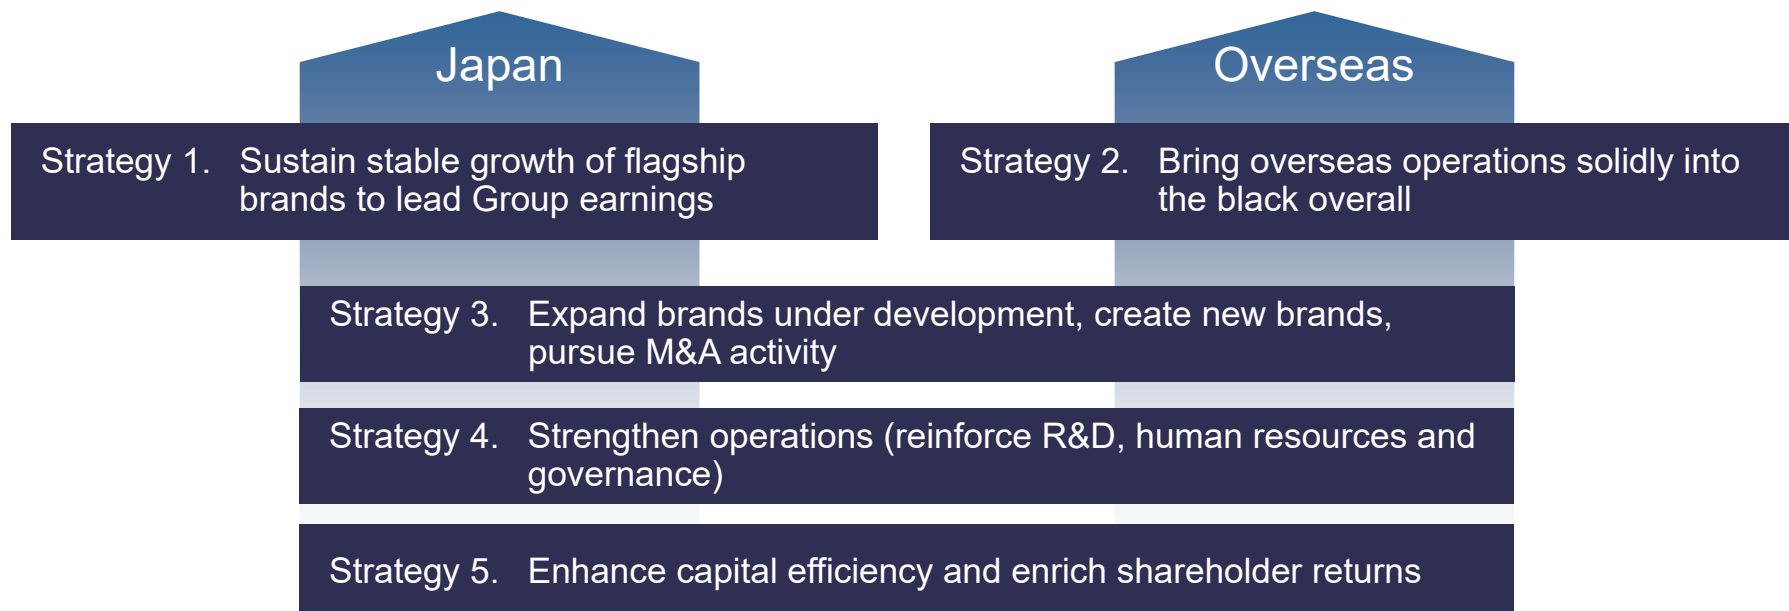 Japan
Overseas
Strategy 1. Sustain stable growth of flagship
brands to lead Group earnings
Strategy 2. Bring overseas operations solidly into
the black overall
Strategy 3. Expand brands under development, create new brands,
pursue M&A activity
Strategy 4. Strengthen operations (reinforce R&D, human resources and
governance)
Strategy 5. Enhance capital efficiency and enrich shareholder returns